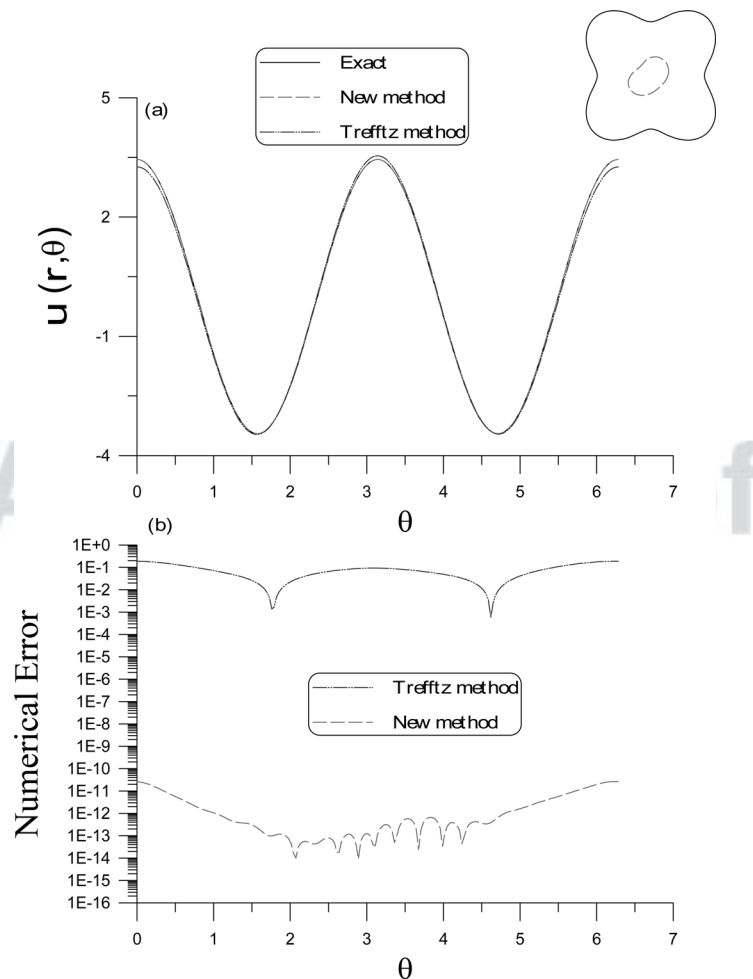 Exact
New method
Trefftz method
(a)
5
2
-1
-4
u (r,θ)
0 1 2 3 4 5 6 7
θ
(b)
1E+0
1E-1
1E-2
1E-3
1E-4
1E-5
1E-6
1E-7
1E-8
1E-9
1E-10
1E-11
1E-12
1E-13
1E-14
1E-15
1E-16
Numerical Error
Trefftz method
New method
0 1 2 3 4 5 6 7
θ